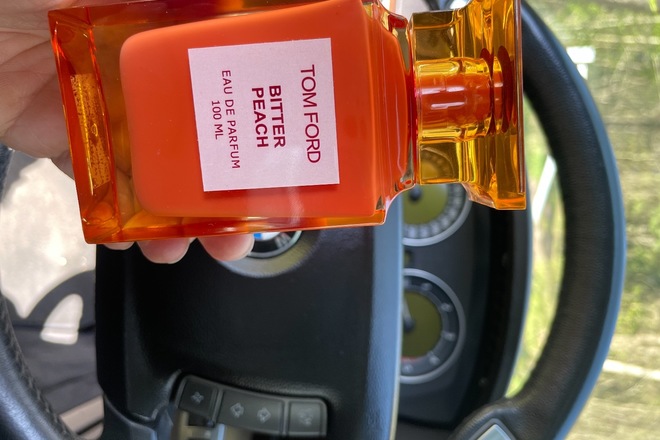 TOM FORD
BITTER
PEACH
EAU DE PARFUM
100 ML